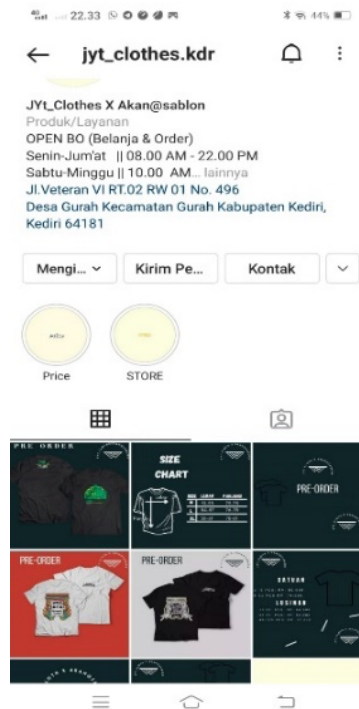 22.33
44%
jyt_clothes.kdr
JYt_Clothes X Akan@sablon
Produk/Layanan
OPEN BO (Belanja & Order)
Senin-Jum'at || 08.00 AM - 22.00 PM
Sabtu-Minggu || 10.00 AM... lainnya
Jl.Veteran VI RT.02 RW 01 No. 496
Desa Gurah Kecamatan Gurah Kabupaten Kediri,
Kediri 64181
Mengi...
Kirim Pe...
Kontak
Price
STORE
PRE ORDER
SIZE
CHART
PRE-ORDER
PRE-ORDER
PRE-ORDER
SATUAN
LUSINAN